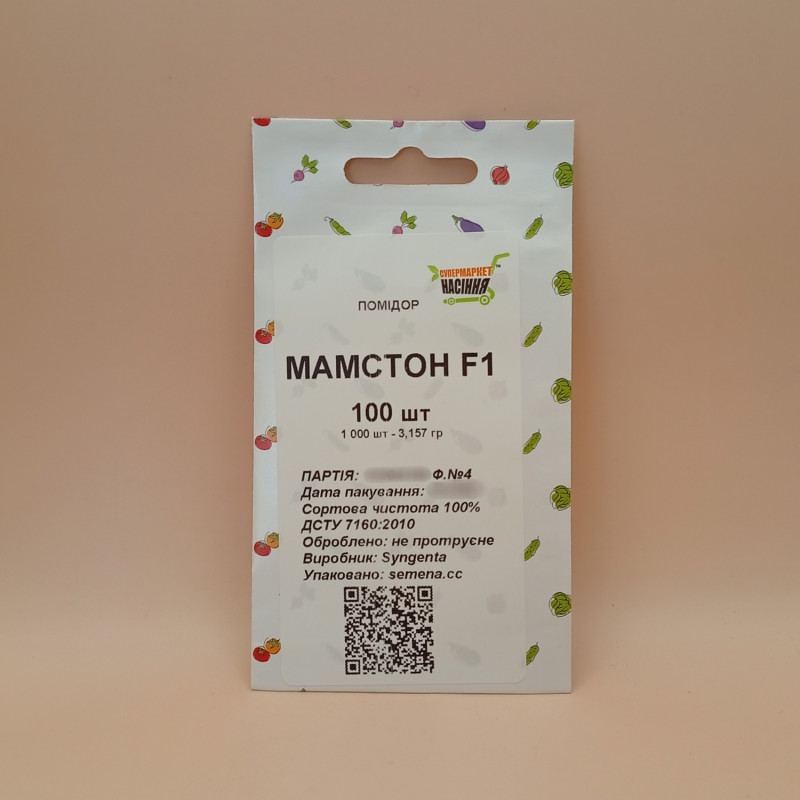 СУПЕРМАРКЕТ
НАСІННЯ
ПОМІДОР
МАМСТОН F1
100 шт
1 000 шт - 3,157 гр
ПАРТІЯ: Ф.№4
Дата пакування:
Сортова чистота 100%
ДСТУ 7160:2010
Оброблено: не протруєне
Виробник: Syngenta
Упаковано: semena.cc